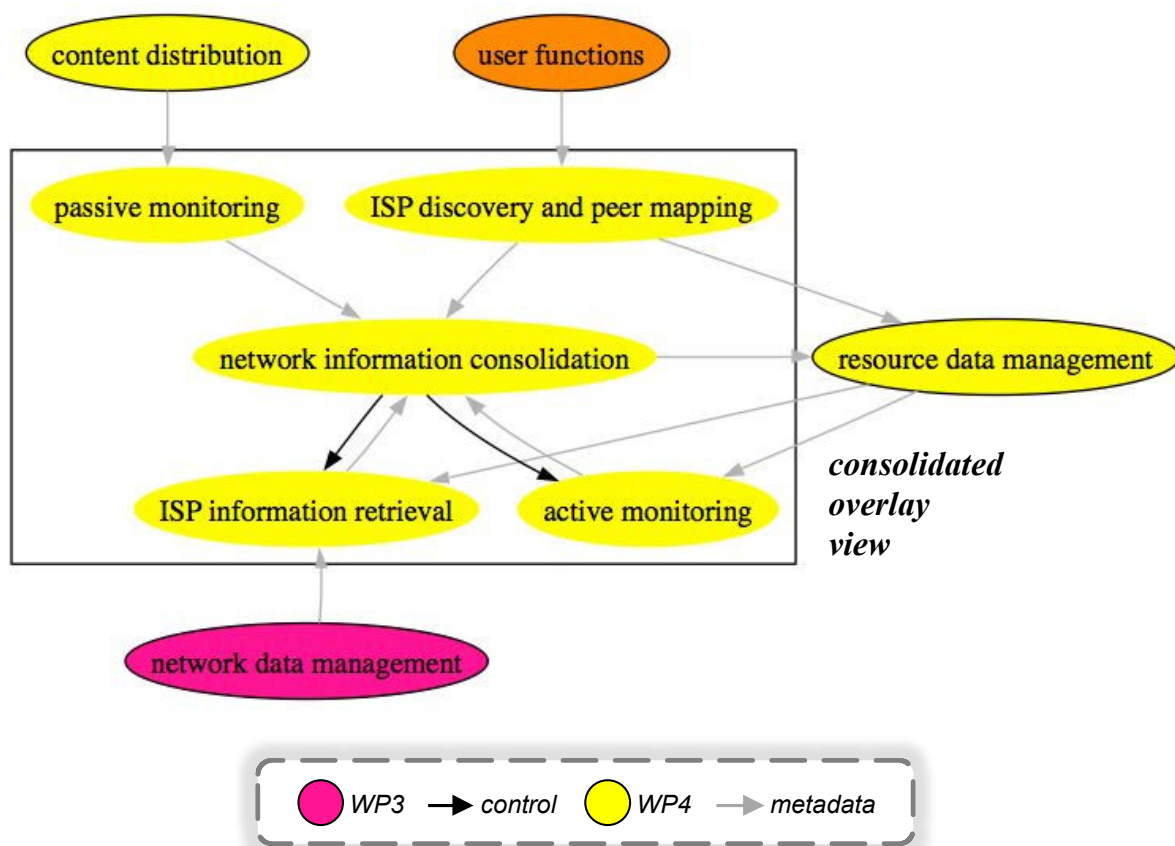 content distribution
user functions
passive monitoring
ISP discovery and peer mapping
network information consolidation
resource data management
ISP information retrieval
active monitoring
consolidated
overlay
view
network data management
WP3
control
WP4
metadata